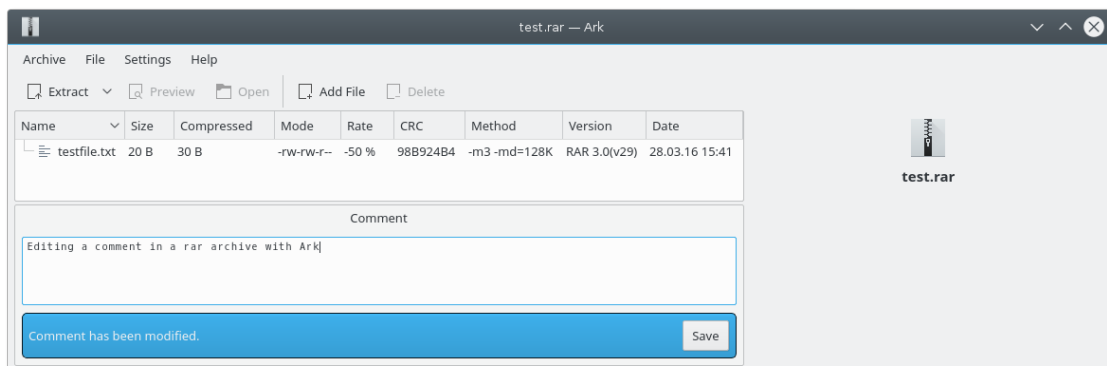 test.rar — Ark
Archive File Settings Help
Extract Preview Open Add File Delete
Name Size Compressed Mode Rate CRC Method Version Date
testfile.txt 20 B 30 B -rw-rw-r-- -50 % 98B924B4 -m3 -md=128K RAR 3.0(v29) 28.03.16 15:41
test.rar
Comment
Editing a comment in a rar archive with Ark
Comment has been modified. Save